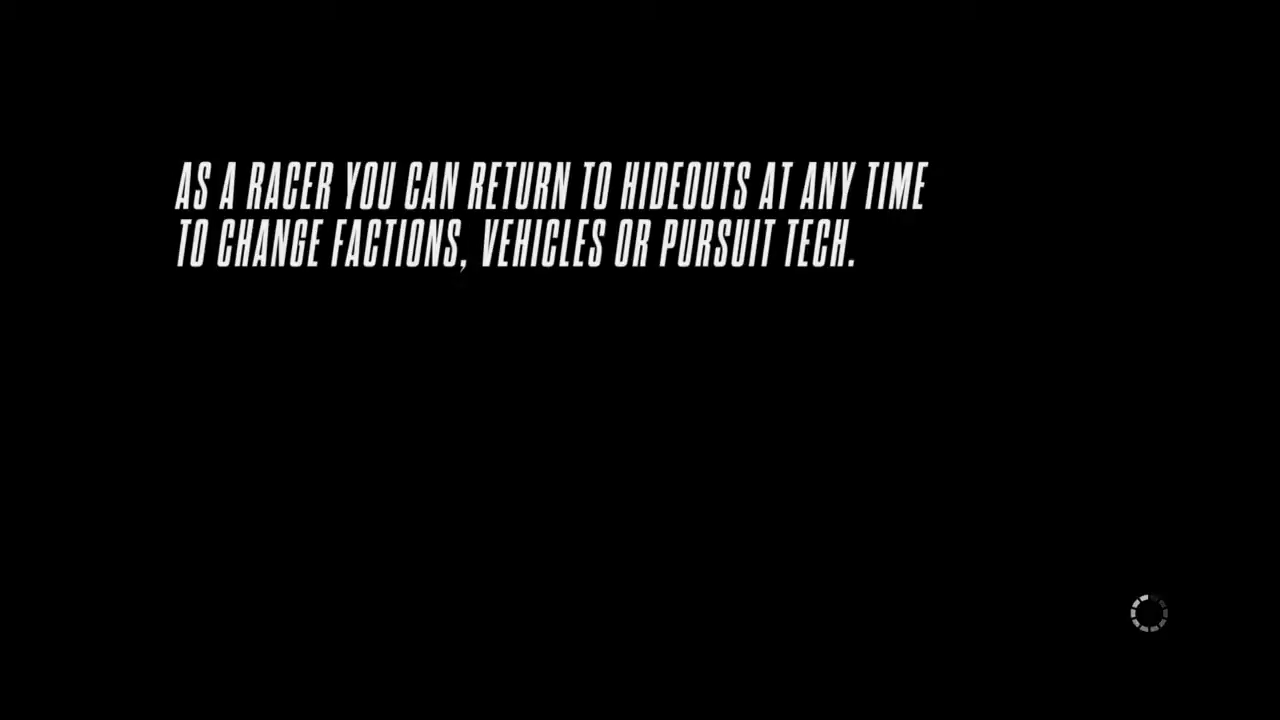 AS A RACER YOU CAN RETURN TO HIDEOUTS AT ANY TIME
TO CHANGE FACTIONS, VEHICLES OR PURSUIT TECH.